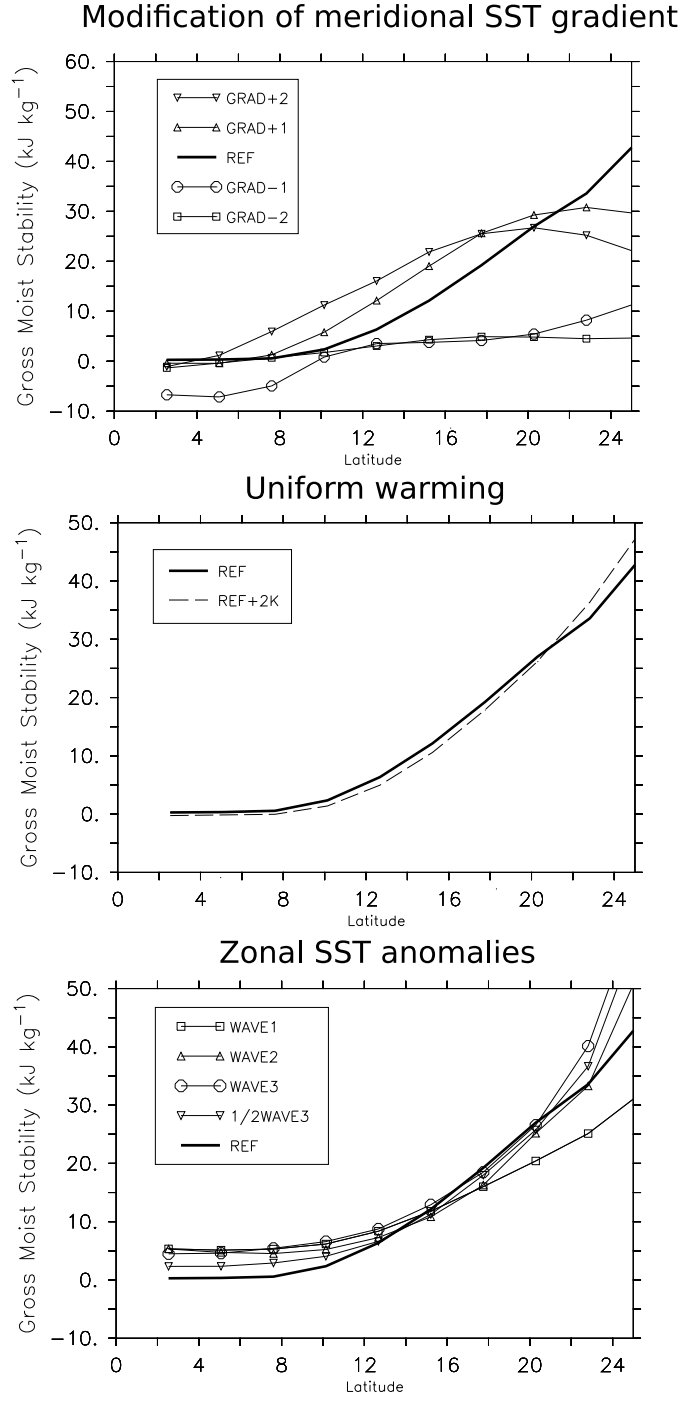 Modification of meridional SST gradient
Gross Moist Stability (kJ kg⁻¹)
60.
50.
40.
30.
20.
10.
0.
−10.
GRAD+2
GRAD+1
REF
GRAD−1
GRAD−2
0 4 8 12 16 20 24
Latitude
Uniform warming
Gross Moist Stability (kJ kg⁻¹)
50.
40.
30.
20.
10.
0.
−10.
REF
REF+2K
0 4 8 12 16 20 24
Latitude
Zonal SST anomalies
Gross Moist Stability (kJ kg⁻¹)
50.
40.
30.
20.
10.
0.
−10.
WAVE1
WAVE2
WAVE3
1/2WAVE3
REF
0 4 8 12 16 20 24
Latitude